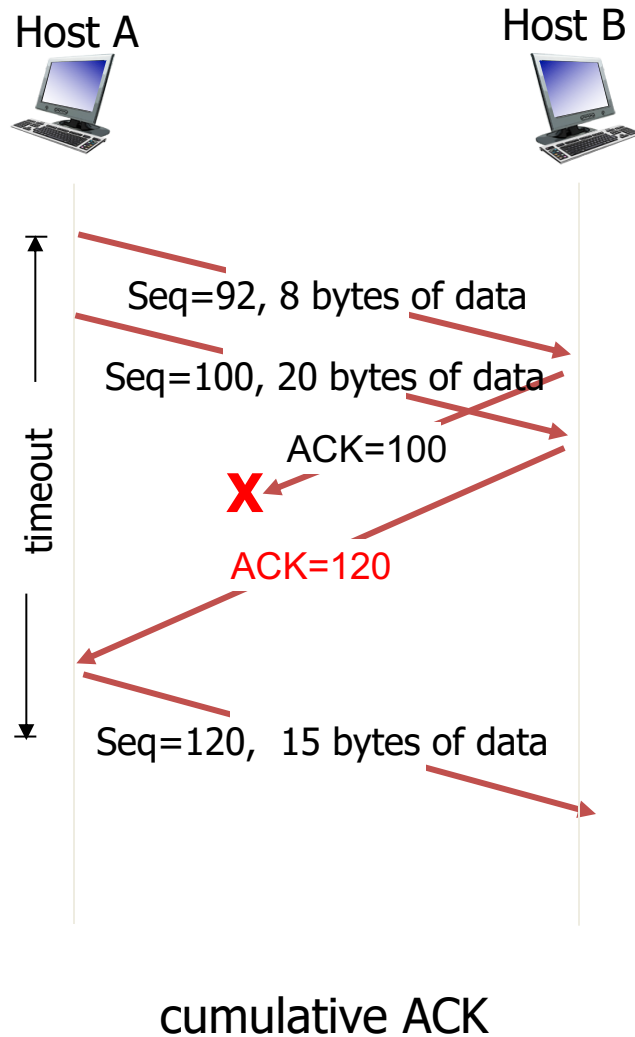 Host A
Host B
Seq=92, 8 bytes of data
Seq=100, 20 bytes of data
ACK=100
X
timeout
ACK=120
Seq=120,  15 bytes of data
cumulative ACK